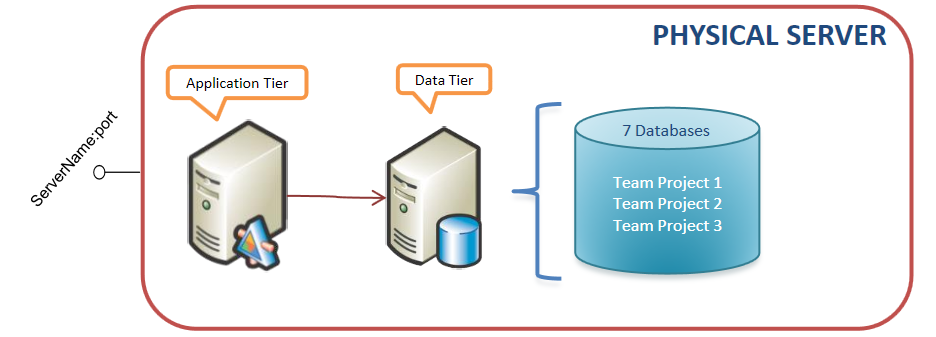 PHYSICAL SERVER
Application Tier
Data Tier
ServerName:port
7 Databases
Team Project 1
Team Project 2
Team Project 3